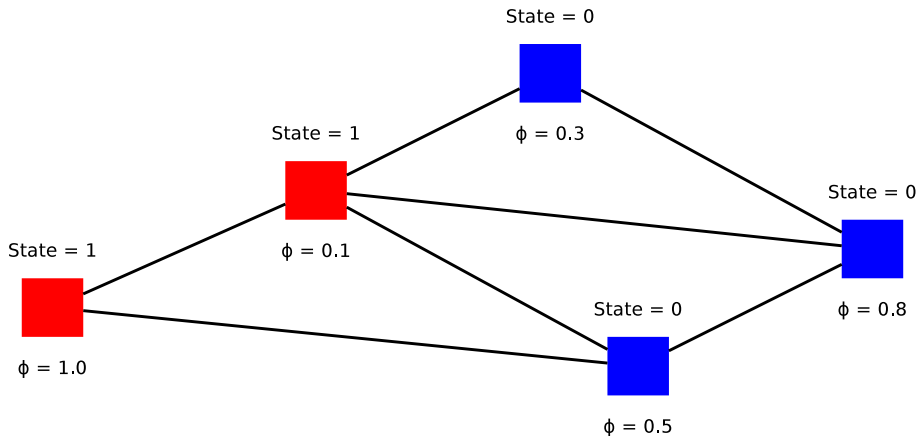 State = 0
ϕ = 0.3
State = 1
ϕ = 0.1
State = 0
ϕ = 0.8
State = 1
ϕ = 1.0
State = 0
ϕ = 0.5